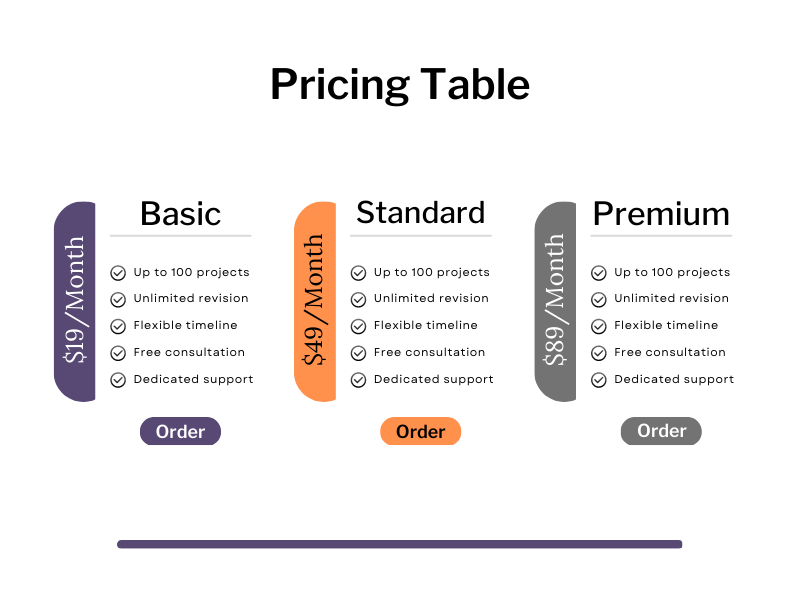 Pricing Table
$19/Month
Basic
Up to 100 projects
Unlimited revision
Flexible timeline
Free consultation
Dedicated support
Order
$49/Month
Standard
Up to 100 projects
Unlimited revision
Flexible timeline
Free consultation
Dedicated support
Order
$89/Month
Premium
Up to 100 projects
Unlimited revision
Flexible timeline
Free consultation
Dedicated support
Order